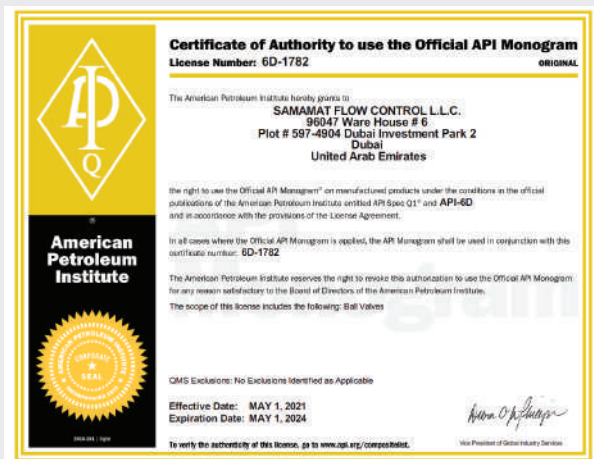 Certificate of Authority to use the Official API Monogram
License Number: 6D-1782
ORIGINAL
The American Petroleum Institute hereby grants to
SAMAMAT FLOW CONTROL L.L.C.
96047 Ware House # 6
Plot # 597-4904 Dubai Investment Park 2
Dubai
United Arab Emirates
the right to use the Official API Monogram® on manufactured products under the conditions in the official
publications of the American Petroleum Institute entitled API Spec Q1® and API-6D
and in accordance with the provisions of the License Agreement.
In all cases where the Official API Monogram is applied, the API Monogram shall be used in conjunction with this
certificate number: 6D-1782
The American Petroleum Institute reserves the right to revoke this authorization to use the Official API Monogram
for any reason satisfactory to the Board of Directors of the American Petroleum Institute.
The scope of this license includes the following: Ball Valves
QMS Exclusions: No Exclusions Identified as Applicable
Effective Date: MAY 1, 2021
Expiration Date: MAY 1, 2024
To verify the authenticity of this license, go to www.api.org/compositelist.
Vice President of Global Industry Services
API
Q
®
American
Petroleum
Institute
AMERICAN PETROLEUM INSTITUTE
CORPORATE
SEAL